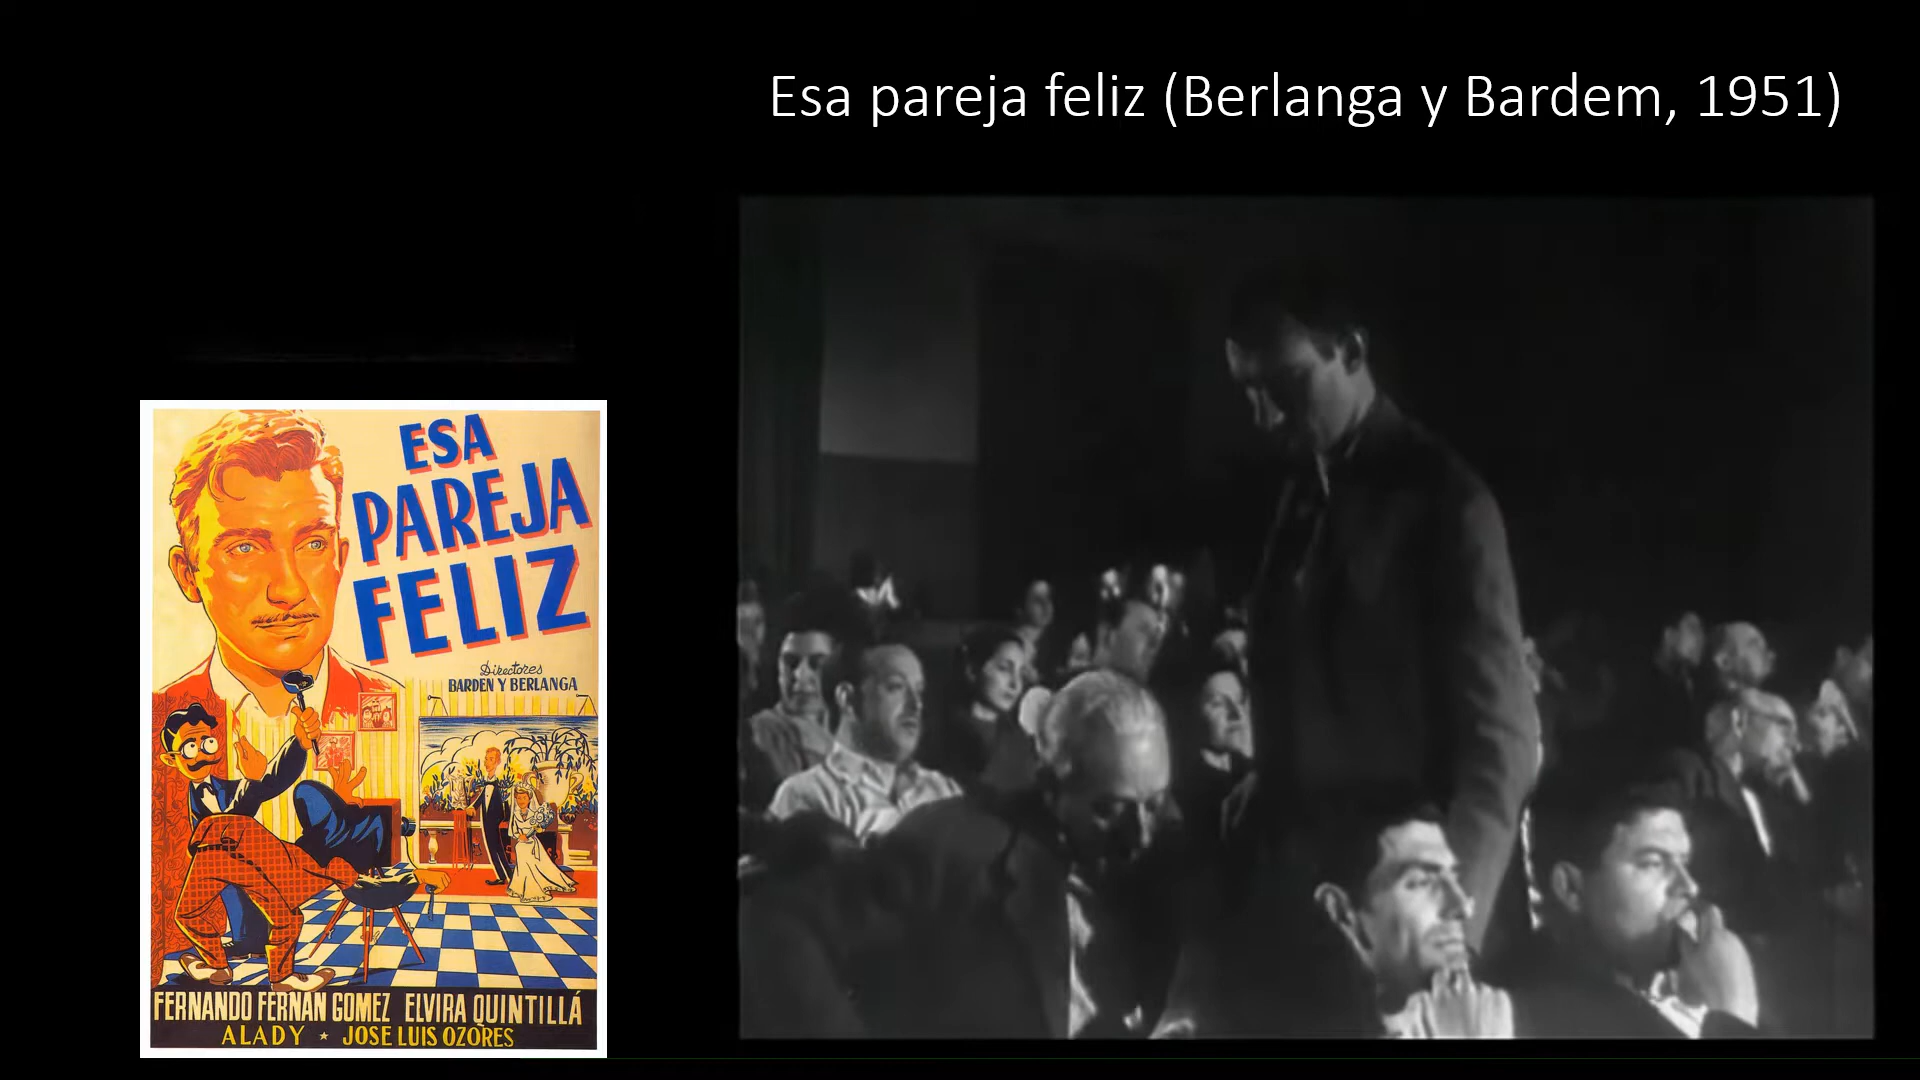 Esa pareja feliz (Berlanga y Bardem, 1951)
ESA
PAREJA
FELIZ
Directores
BARDEN Y BERLANGA
FERNANDO FERNAN GOMEZ ELVIRA QUINTILLÁ
ALADY ★ JOSE LUIS OZORES